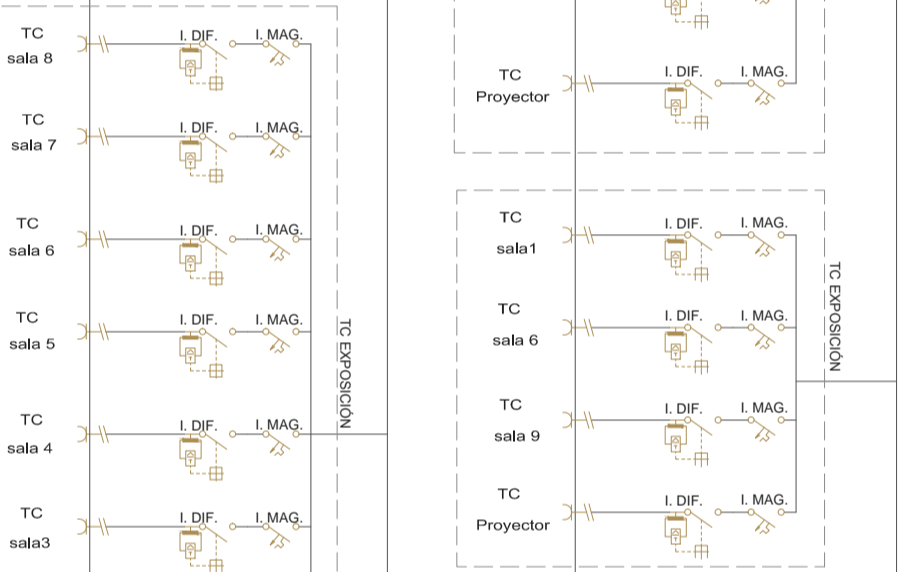 TC
sala 8
I. DIF.
I. MAG.
TC
sala 7
I. DIF.
I. MAG.
TC
sala 6
I. DIF.
I. MAG.
TC
sala 5
I. DIF.
I. MAG.
TC
sala 4
I. DIF.
I. MAG.
TC
sala3
I. DIF.
I. MAG.
TC EXPOSICIÓN
TC
Proyector
I. DIF.
I. MAG.
TC
sala1
I. DIF.
I. MAG.
TC
sala 6
I. DIF.
I. MAG.
TC
sala 9
I. DIF.
I. MAG.
TC
Proyector
I. DIF.
I. MAG.
TC EXPOSICIÓN